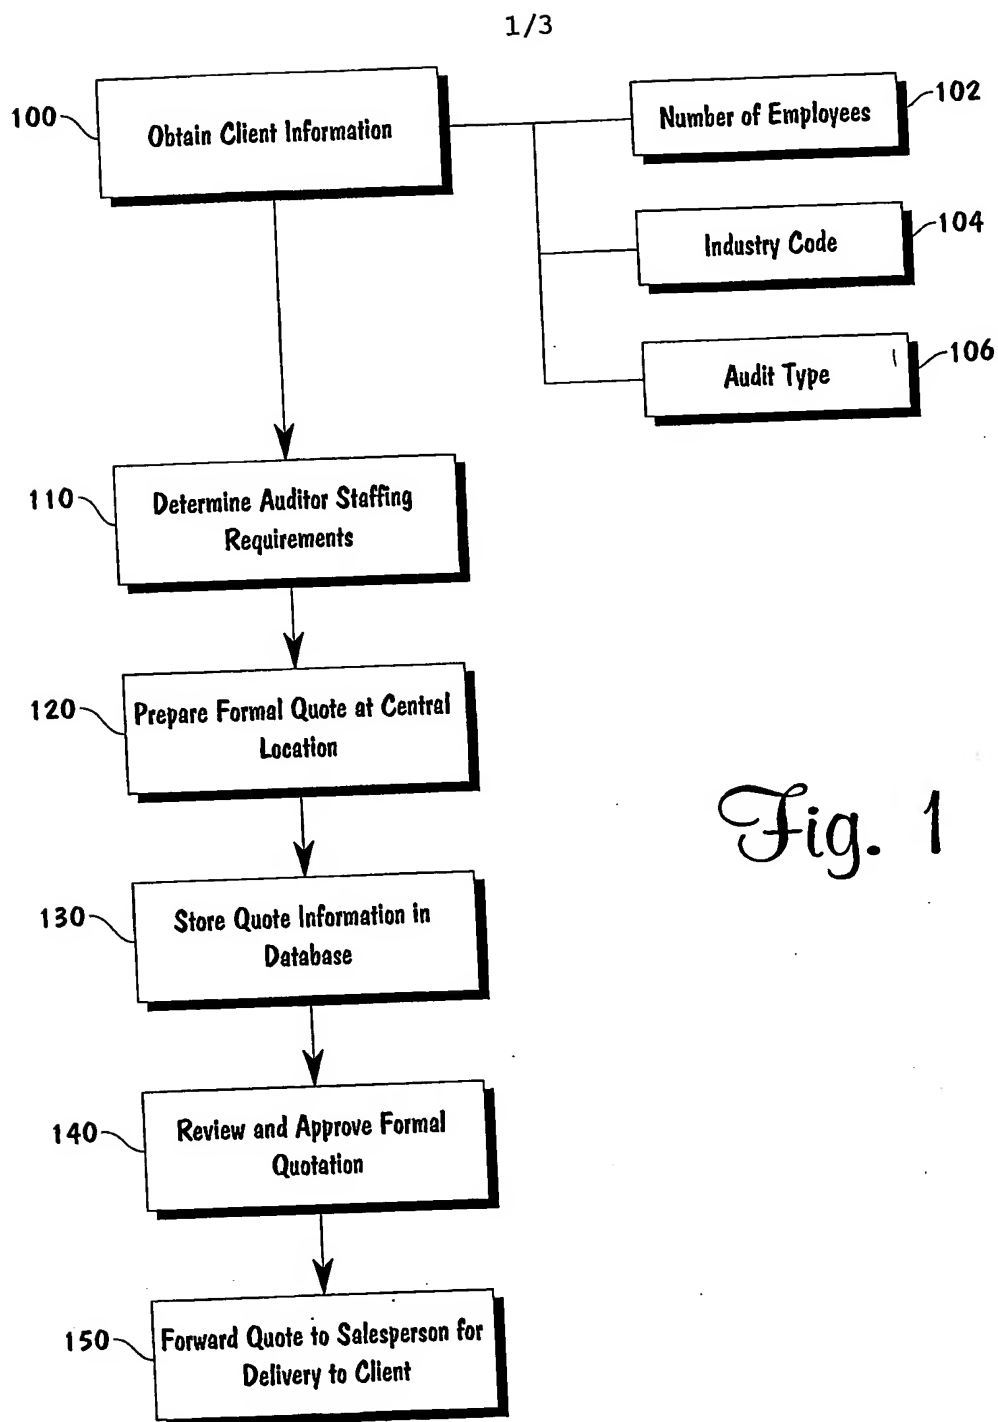 1/3
100
Obtain Client Information
Number of Employees
102
Industry Code
104
Audit Type
106
110
Determine Auditor Staffing
Requirements
120
Prepare Formal Quote at Central
Location
130
Store Quote Information in
Database
Fig. 1
140
Review and Approve Formal
Quotation
150
Forward Quote to Salesperson for
Delivery to Client